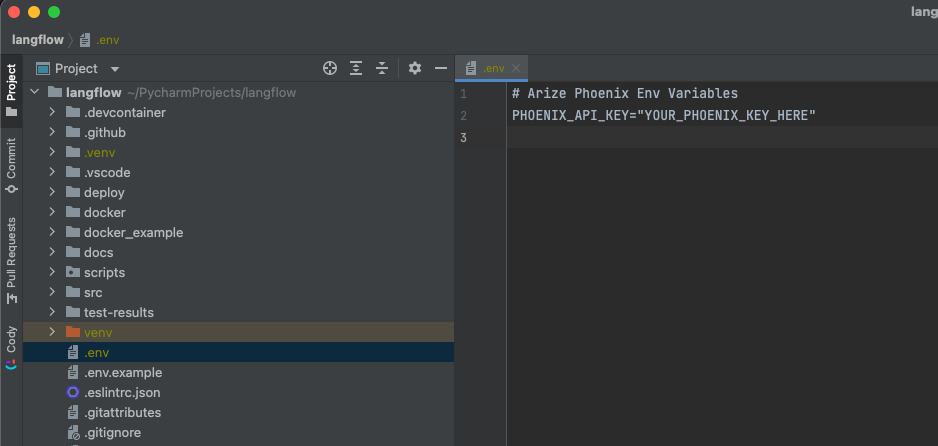 lang
langflow
.env
Project
.env
Project
Commit
Pull Requests
Cody
langflow ~/PycharmProjects/langflow
.devcontainer
.github
.venv
.vscode
deploy
docker
docker_example
docs
scripts
src
test-results
venv
.env
.env.example
.eslintrc.json
.gitattributes
.gitignore
1 # Arize Phoenix Env Variables
2 PHOENIX_API_KEY="YOUR_PHOENIX_KEY_HERE"
3